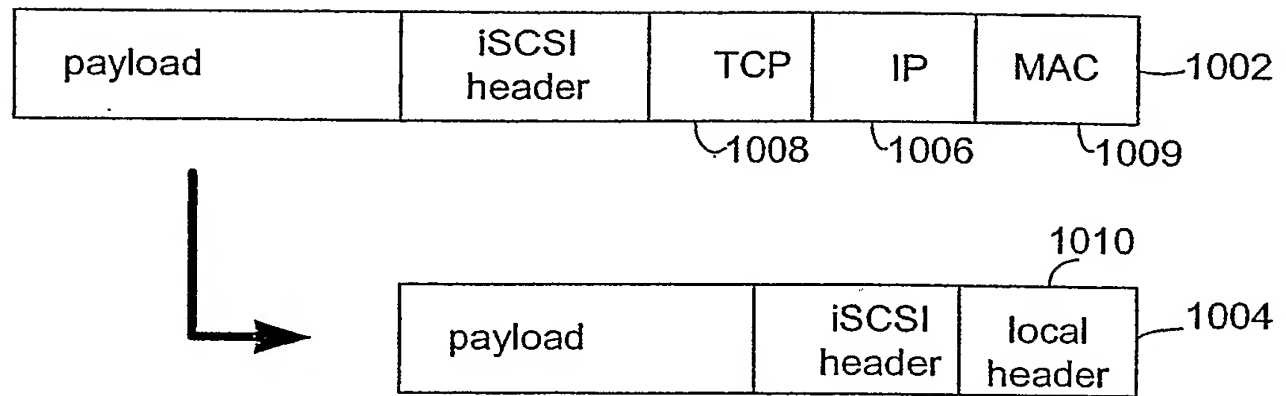 payload iSCSI header TCP IP MAC 1002
1008 1006 1009
1010
payload iSCSI header local header 1004